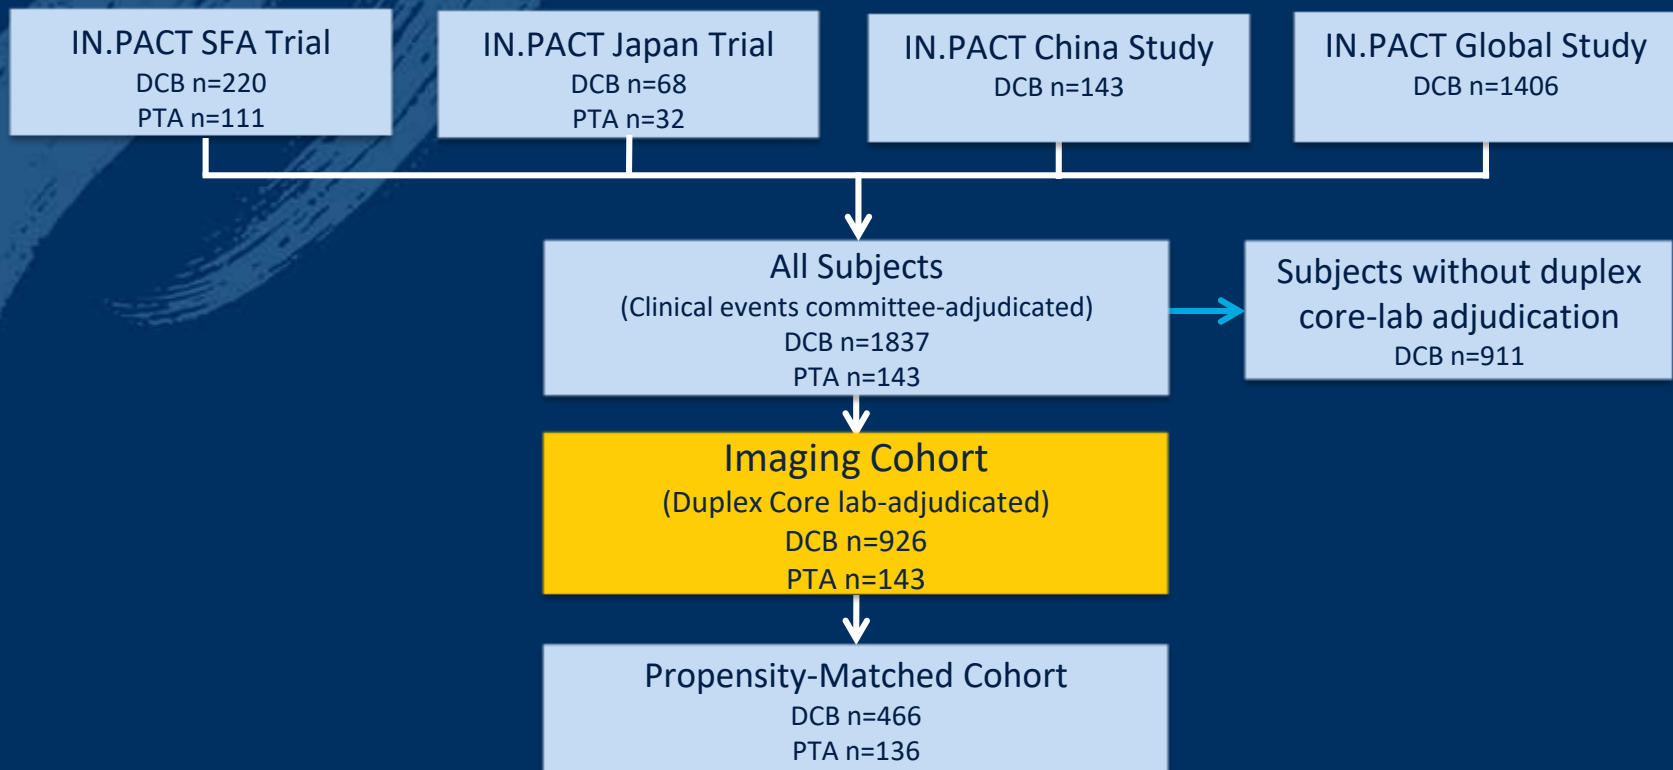 IN.PACT SFA Trial
DCB n=220
PTA n=111
IN.PACT Japan Trial
DCB n=68
PTA n=32
IN.PACT China Study
DCB n=143
IN.PACT Global Study
DCB n=1406
All Subjects
(Clinical events committee-adjudicated)
DCB n=1837
PTA n=143
Subjects without duplex
core-lab adjudication
DCB n=911
Imaging Cohort
(Duplex Core lab-adjudicated)
DCB n=926
PTA n=143
Propensity-Matched Cohort
DCB n=466
PTA n=136